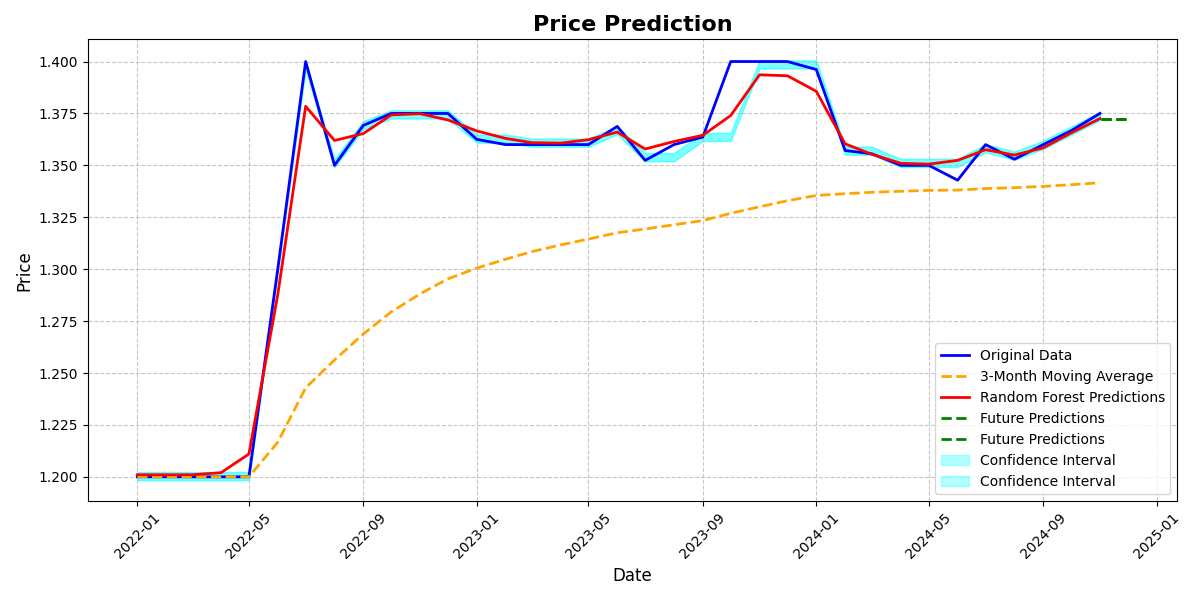 Price Prediction
Price
1.400
1.375
1.350
1.325
1.300
1.275
1.250
1.225
1.200
Original Data
3-Month Moving Average
Random Forest Predictions
Future Predictions
Future Predictions
Confidence Interval
Confidence Interval
2022-01
2022-05
2022-09
2023-01
2023-05
2023-09
2024-01
2024-05
2024-09
2025-01
Date